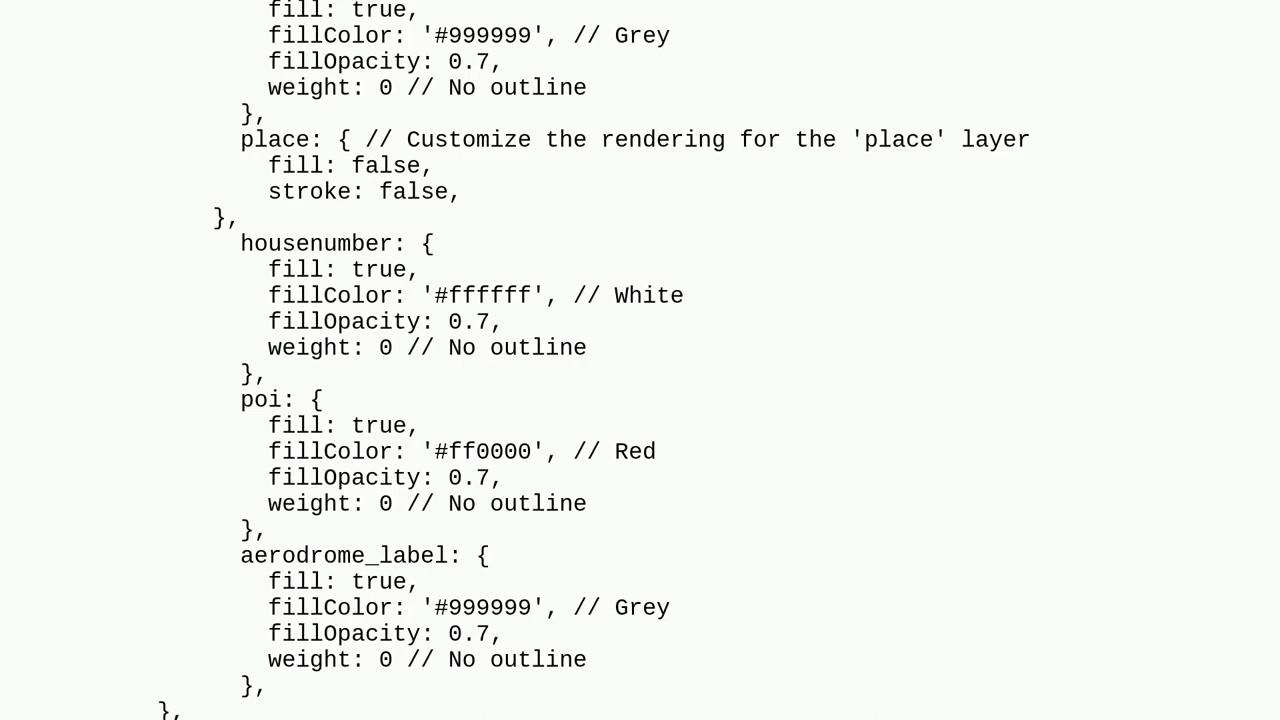 fill: true,
fillColor: '#999999', // Grey
fillOpacity: 0.7,
weight: 0 // No outline
},
place: { // Customize the rendering for the 'place' layer
fill: false,
stroke: false,
},
housenumber: {
fill: true,
fillColor: '#ffffff', // White
fillOpacity: 0.7,
weight: 0 // No outline
},
poi: {
fill: true,
fillColor: '#ff0000', // Red
fillOpacity: 0.7,
weight: 0 // No outline
},
aerodrome_label: {
fill: true,
fillColor: '#999999', // Grey
fillOpacity: 0.7,
weight: 0 // No outline
},
},